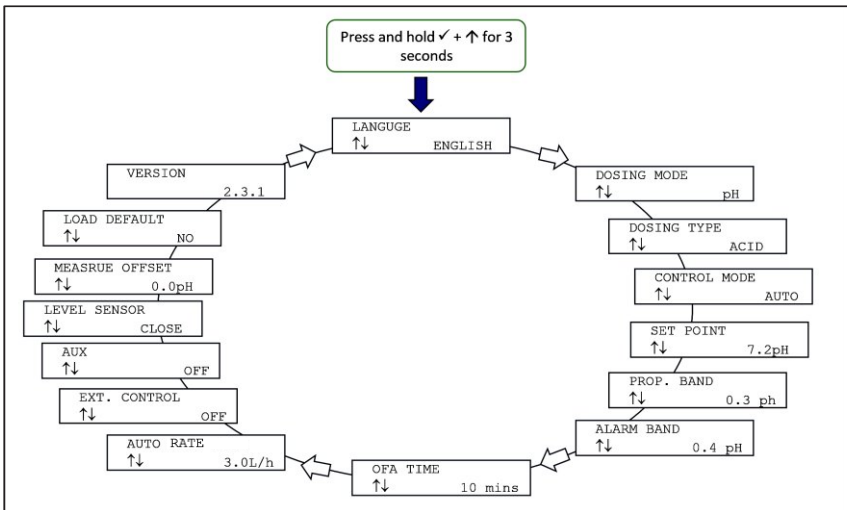 Press and hold ✓ + ↑ for 3
seconds
LANGUGE
↑↓ ENGLISH
DOSING MODE
↑↓ pH
DOSING TYPE
↑↓ ACID
CONTROL MODE
↑↓ AUTO
SET POINT
↑↓ 7.2pH
PROP. BAND
↑↓ 0.3 ph
ALARM BAND
↑↓ 0.4 pH
OFA TIME
↑↓ 10 mins
AUTO RATE
↑↓ 3.0L/h
EXT. CONTROL
↑↓ OFF
AUX
↑↓ OFF
LEVEL SENSOR
↑↓ CLOSE
MEASRUE OFFSET
↑↓ 0.0pH
LOAD DEFAULT
↑↓ NO
VERSION
2.3.1